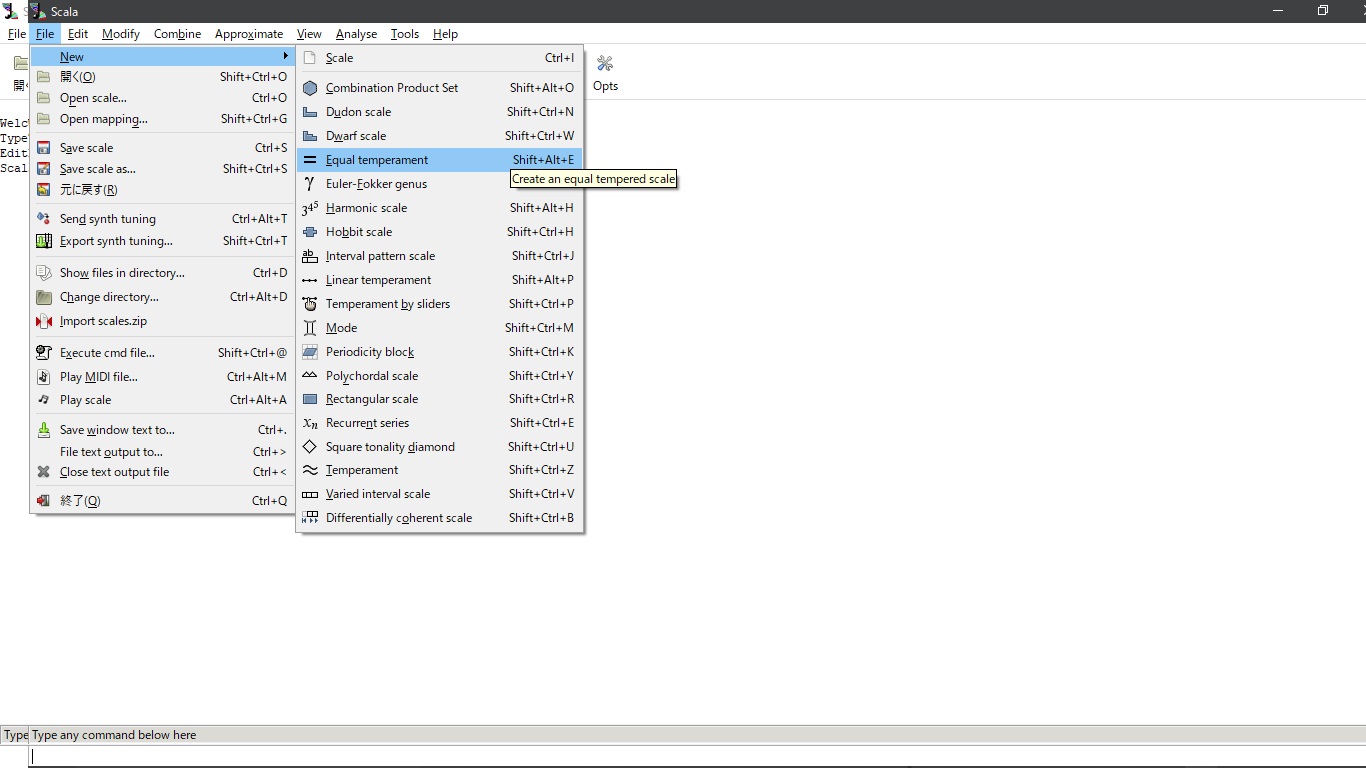 Scala
File File Edit Modify Combine Approximate View Analyse Tools Help
New
開く(O) Shift+Ctrl+O
Open scale... Ctrl+O
Open mapping... Shift+Ctrl+G
Save scale Ctrl+S
Save scale as... Shift+Ctrl+S
元に戻す(R)
Send synth tuning Ctrl+Alt+T
Export synth tuning... Shift+Ctrl+T
Show files in directory... Ctrl+D
Change directory... Ctrl+Alt+D
Import scales.zip
Execute cmd file... Shift+Ctrl+@
Play MIDI file... Ctrl+Alt+M
Play scale Ctrl+Alt+A
Save window text to... Ctrl+.
File text output to... Ctrl+>
Close text output file Ctrl+<
終了(Q) Ctrl+Q
Scale Ctrl+I
Combination Product Set Shift+Alt+O
Dudon scale Shift+Ctrl+N
Dwarf scale Shift+Ctrl+W
Equal temperament Shift+Alt+E
Create an equal tempered scale
Euler-Fokker genus
Harmonic scale Shift+Alt+H
Hobbit scale Shift+Ctrl+H
Interval pattern scale Shift+Ctrl+J
Linear temperament Shift+Alt+P
Temperament by sliders Shift+Ctrl+P
Mode Shift+Ctrl+M
Periodicity block Shift+Ctrl+K
Polychordal scale Shift+Ctrl+Y
Rectangular scale Shift+Ctrl+R
Recurrent series Shift+Ctrl+E
Square tonality diamond Shift+Ctrl+U
Temperament Shift+Ctrl+Z
Varied interval scale Shift+Ctrl+V
Differentially coherent scale Shift+Ctrl+B
Opts
開
Welc
Type
Edit
Scal
Type Type any command below here